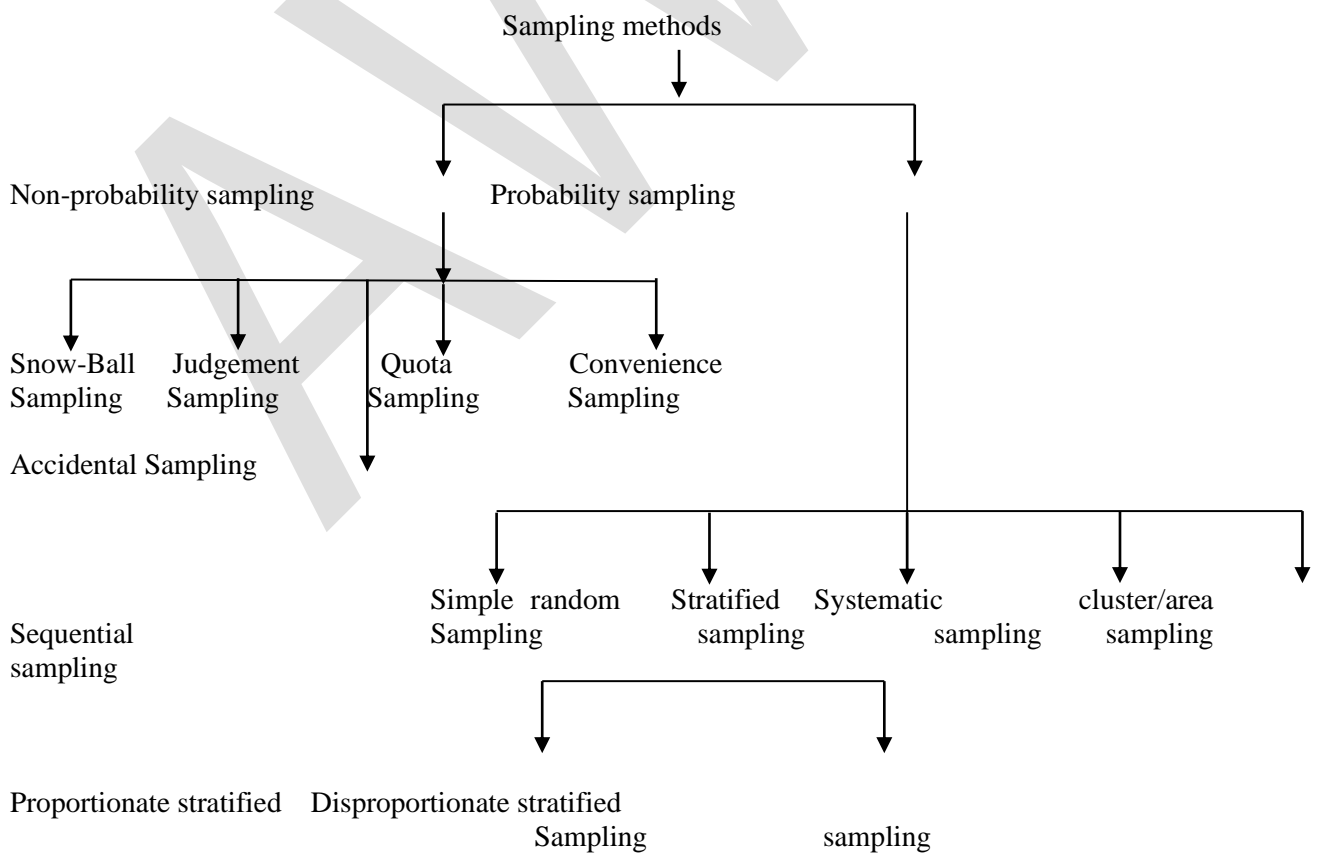 Sampling methods
Non-probability sampling Probability sampling
Snow-Ball Judgement Quota Convenience
Sampling Sampling Sampling Sampling
Accidental Sampling
Simple random Stratified Systematic cluster/area
Sequential Sampling sampling sampling sampling
sampling
Proportionate stratified Disproportionate stratified
Sampling sampling